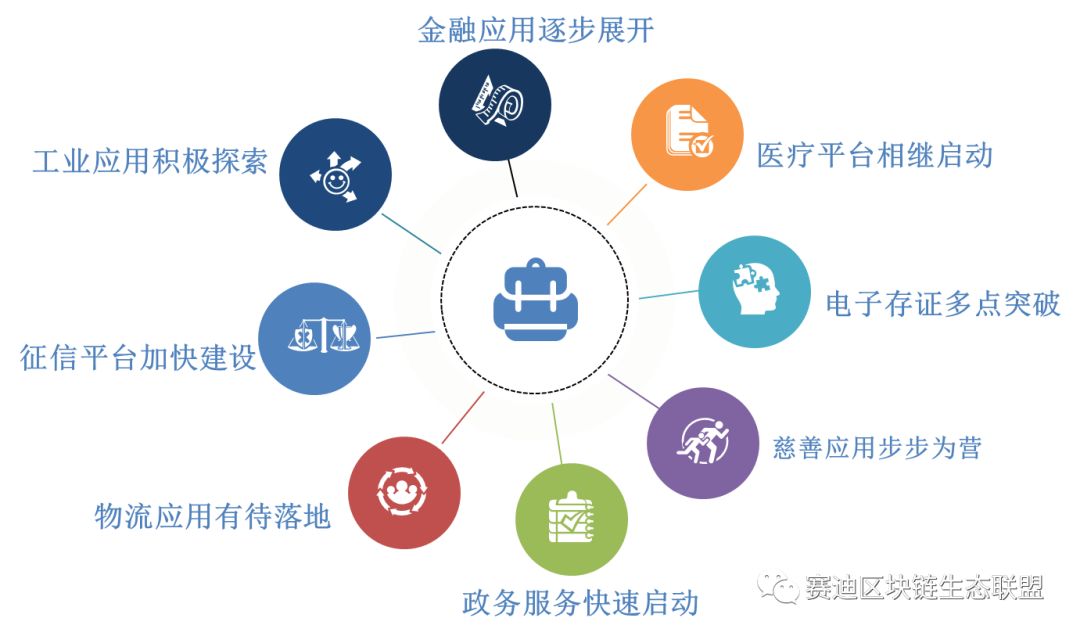 金融应用逐步展开
医疗平台相继启动
工业应用积极探索
电子存证多点突破
征信平台加快建设
慈善应用步步为营
物流应用有待落地
政务服务快速启动
赛迪区块链生态联盟